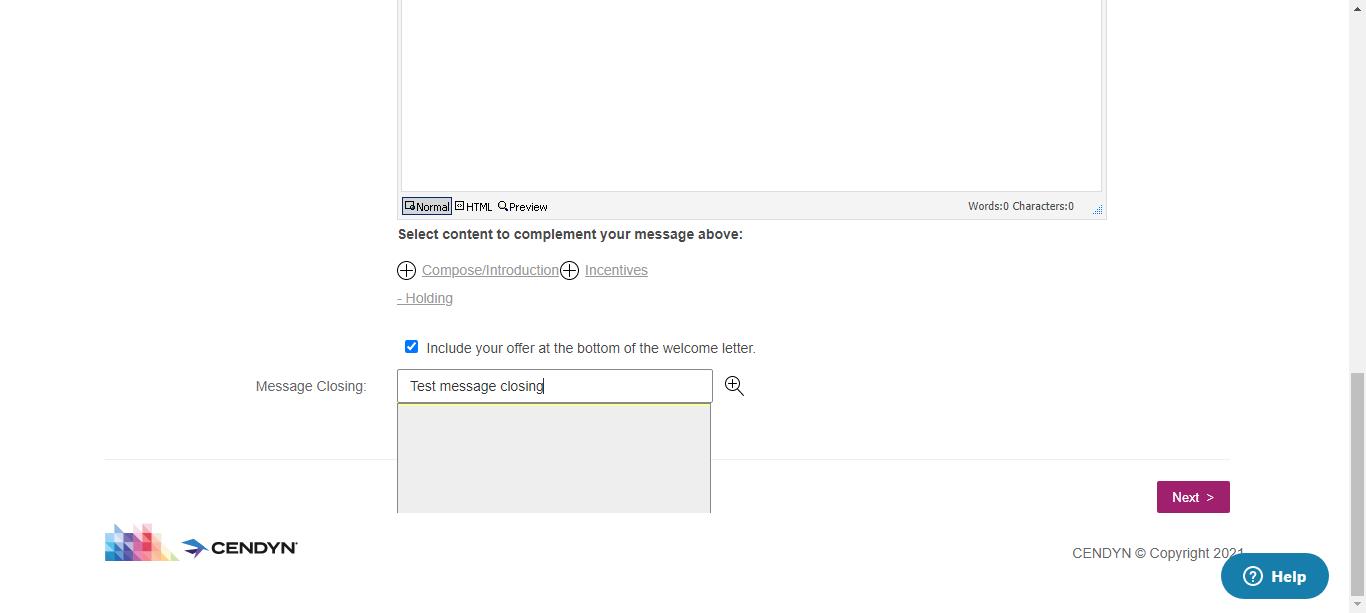 Normal HTML Preview Words:0 Characters:0
Select content to complement your message above:
Compose/Introduction Incentives
- Holding
Include your offer at the bottom of the welcome letter.
Message Closing: Test message closing
Next >
CENDYN
CENDYN © Copyright 2021
Help